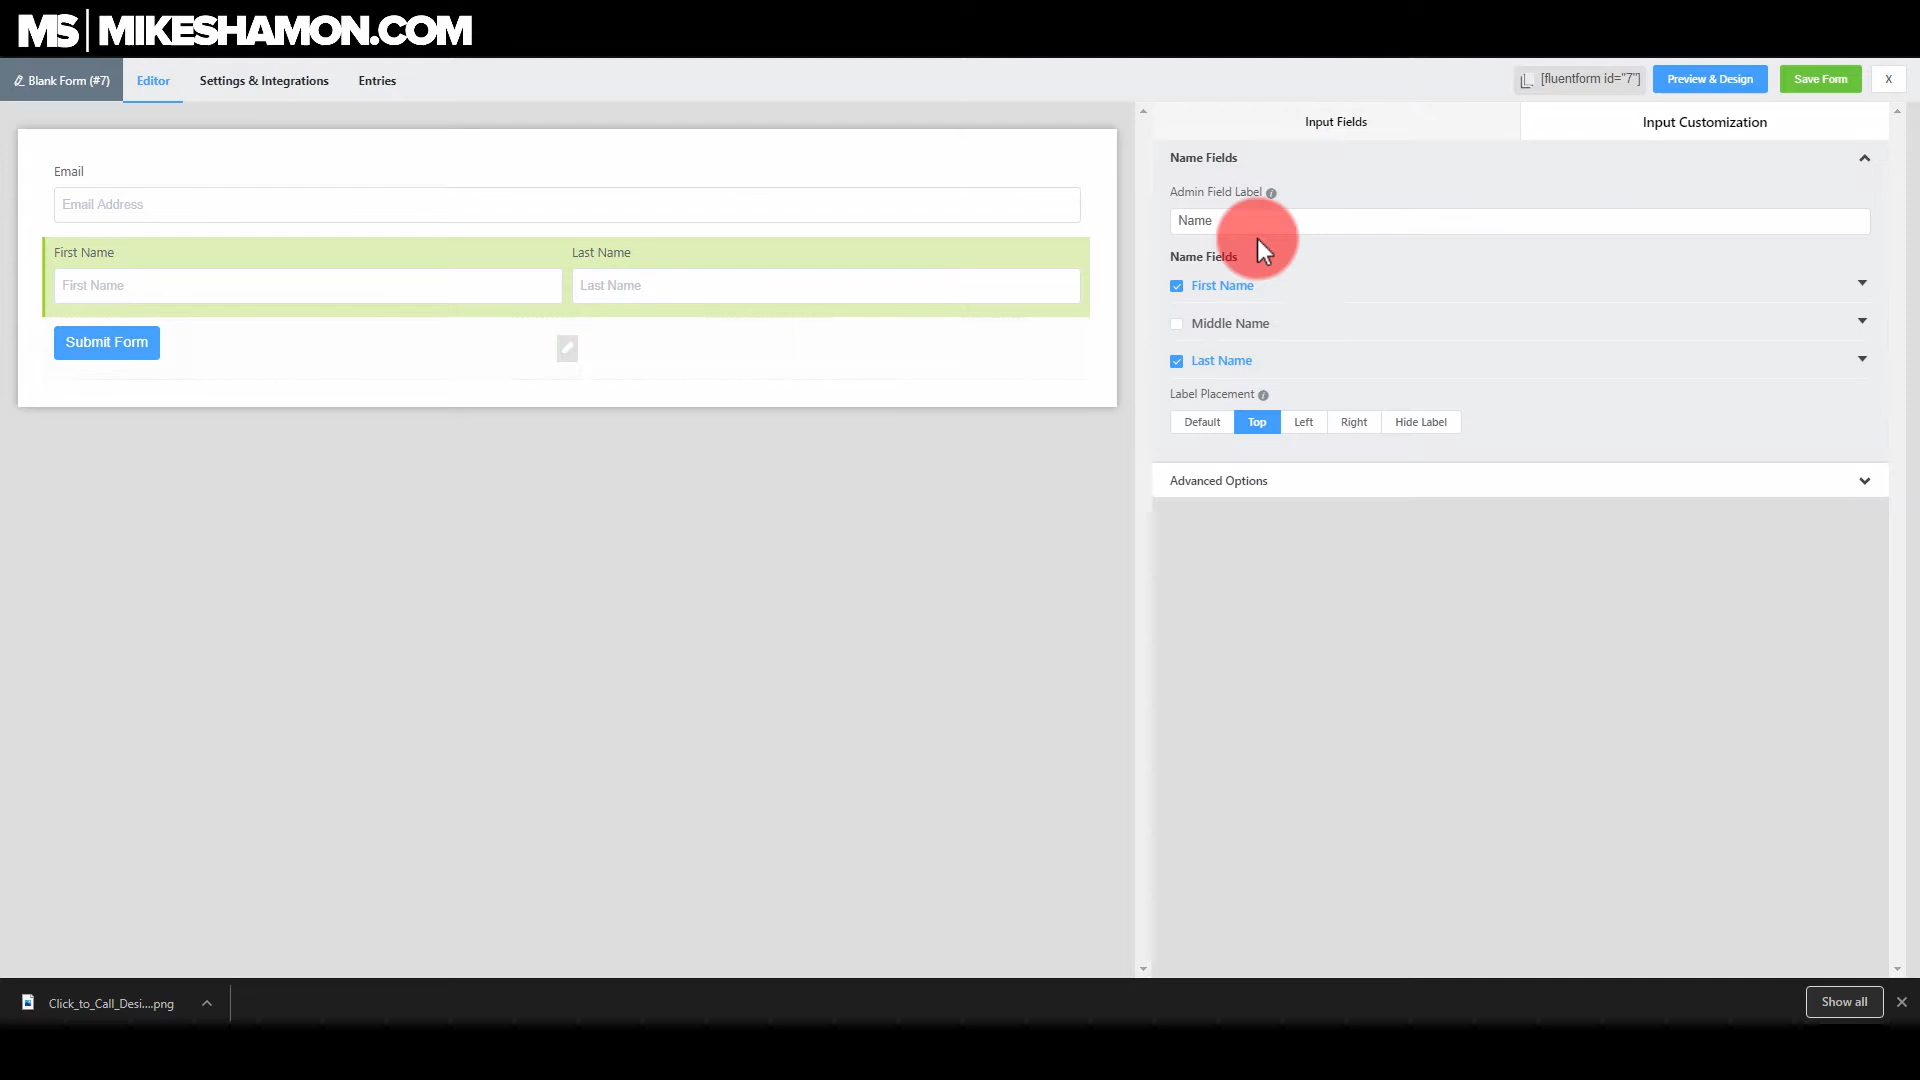 MS | MIKESHAMON.COM
Blank Form (#7) Editor Settings & Integrations Entries [fluentform id="7"] Preview & Design Save Form X
Email
Email Address
First Name Last Name
First Name Last Name
Submit Form
Input Fields Input Customization
Name Fields
Admin Field Label
Name
Name Fields
First Name
Middle Name
Last Name
Label Placement
Default Top Left Right Hide Label
Advanced Options
Click_to_Call_Desi....png Show all